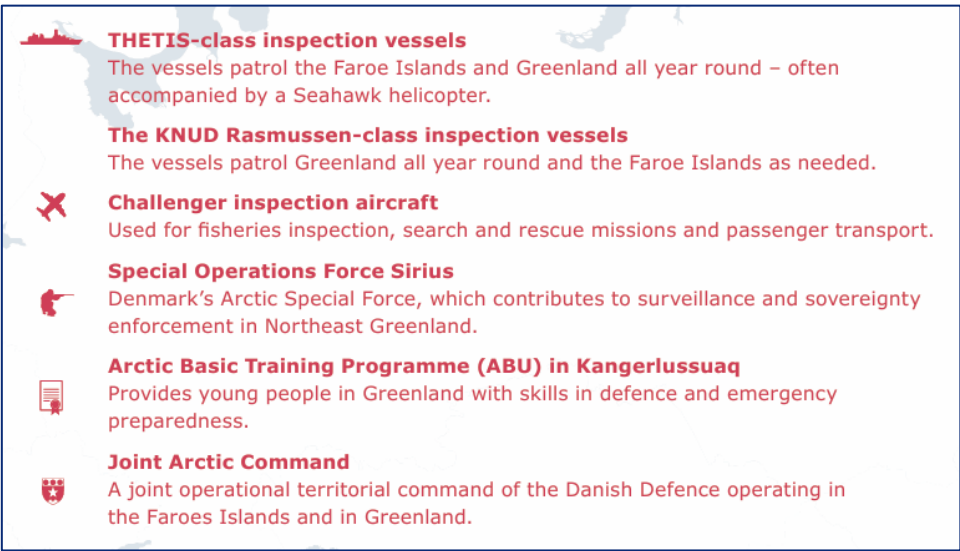 THETIS-class inspection vessels
The vessels patrol the Faroe Islands and Greenland all year round – often
accompanied by a Seahawk helicopter.
The KNUD Rasmussen-class inspection vessels
The vessels patrol Greenland all year round and the Faroe Islands as needed.
Challenger inspection aircraft
Used for fisheries inspection, search and rescue missions and passenger transport.
Special Operations Force Sirius
Denmark’s Arctic Special Force, which contributes to surveillance and sovereignty
enforcement in Northeast Greenland.
Arctic Basic Training Programme (ABU) in Kangerlussuaq
Provides young people in Greenland with skills in defence and emergency
preparedness.
Joint Arctic Command
A joint operational territorial command of the Danish Defence operating in
the Faroes Islands and in Greenland.